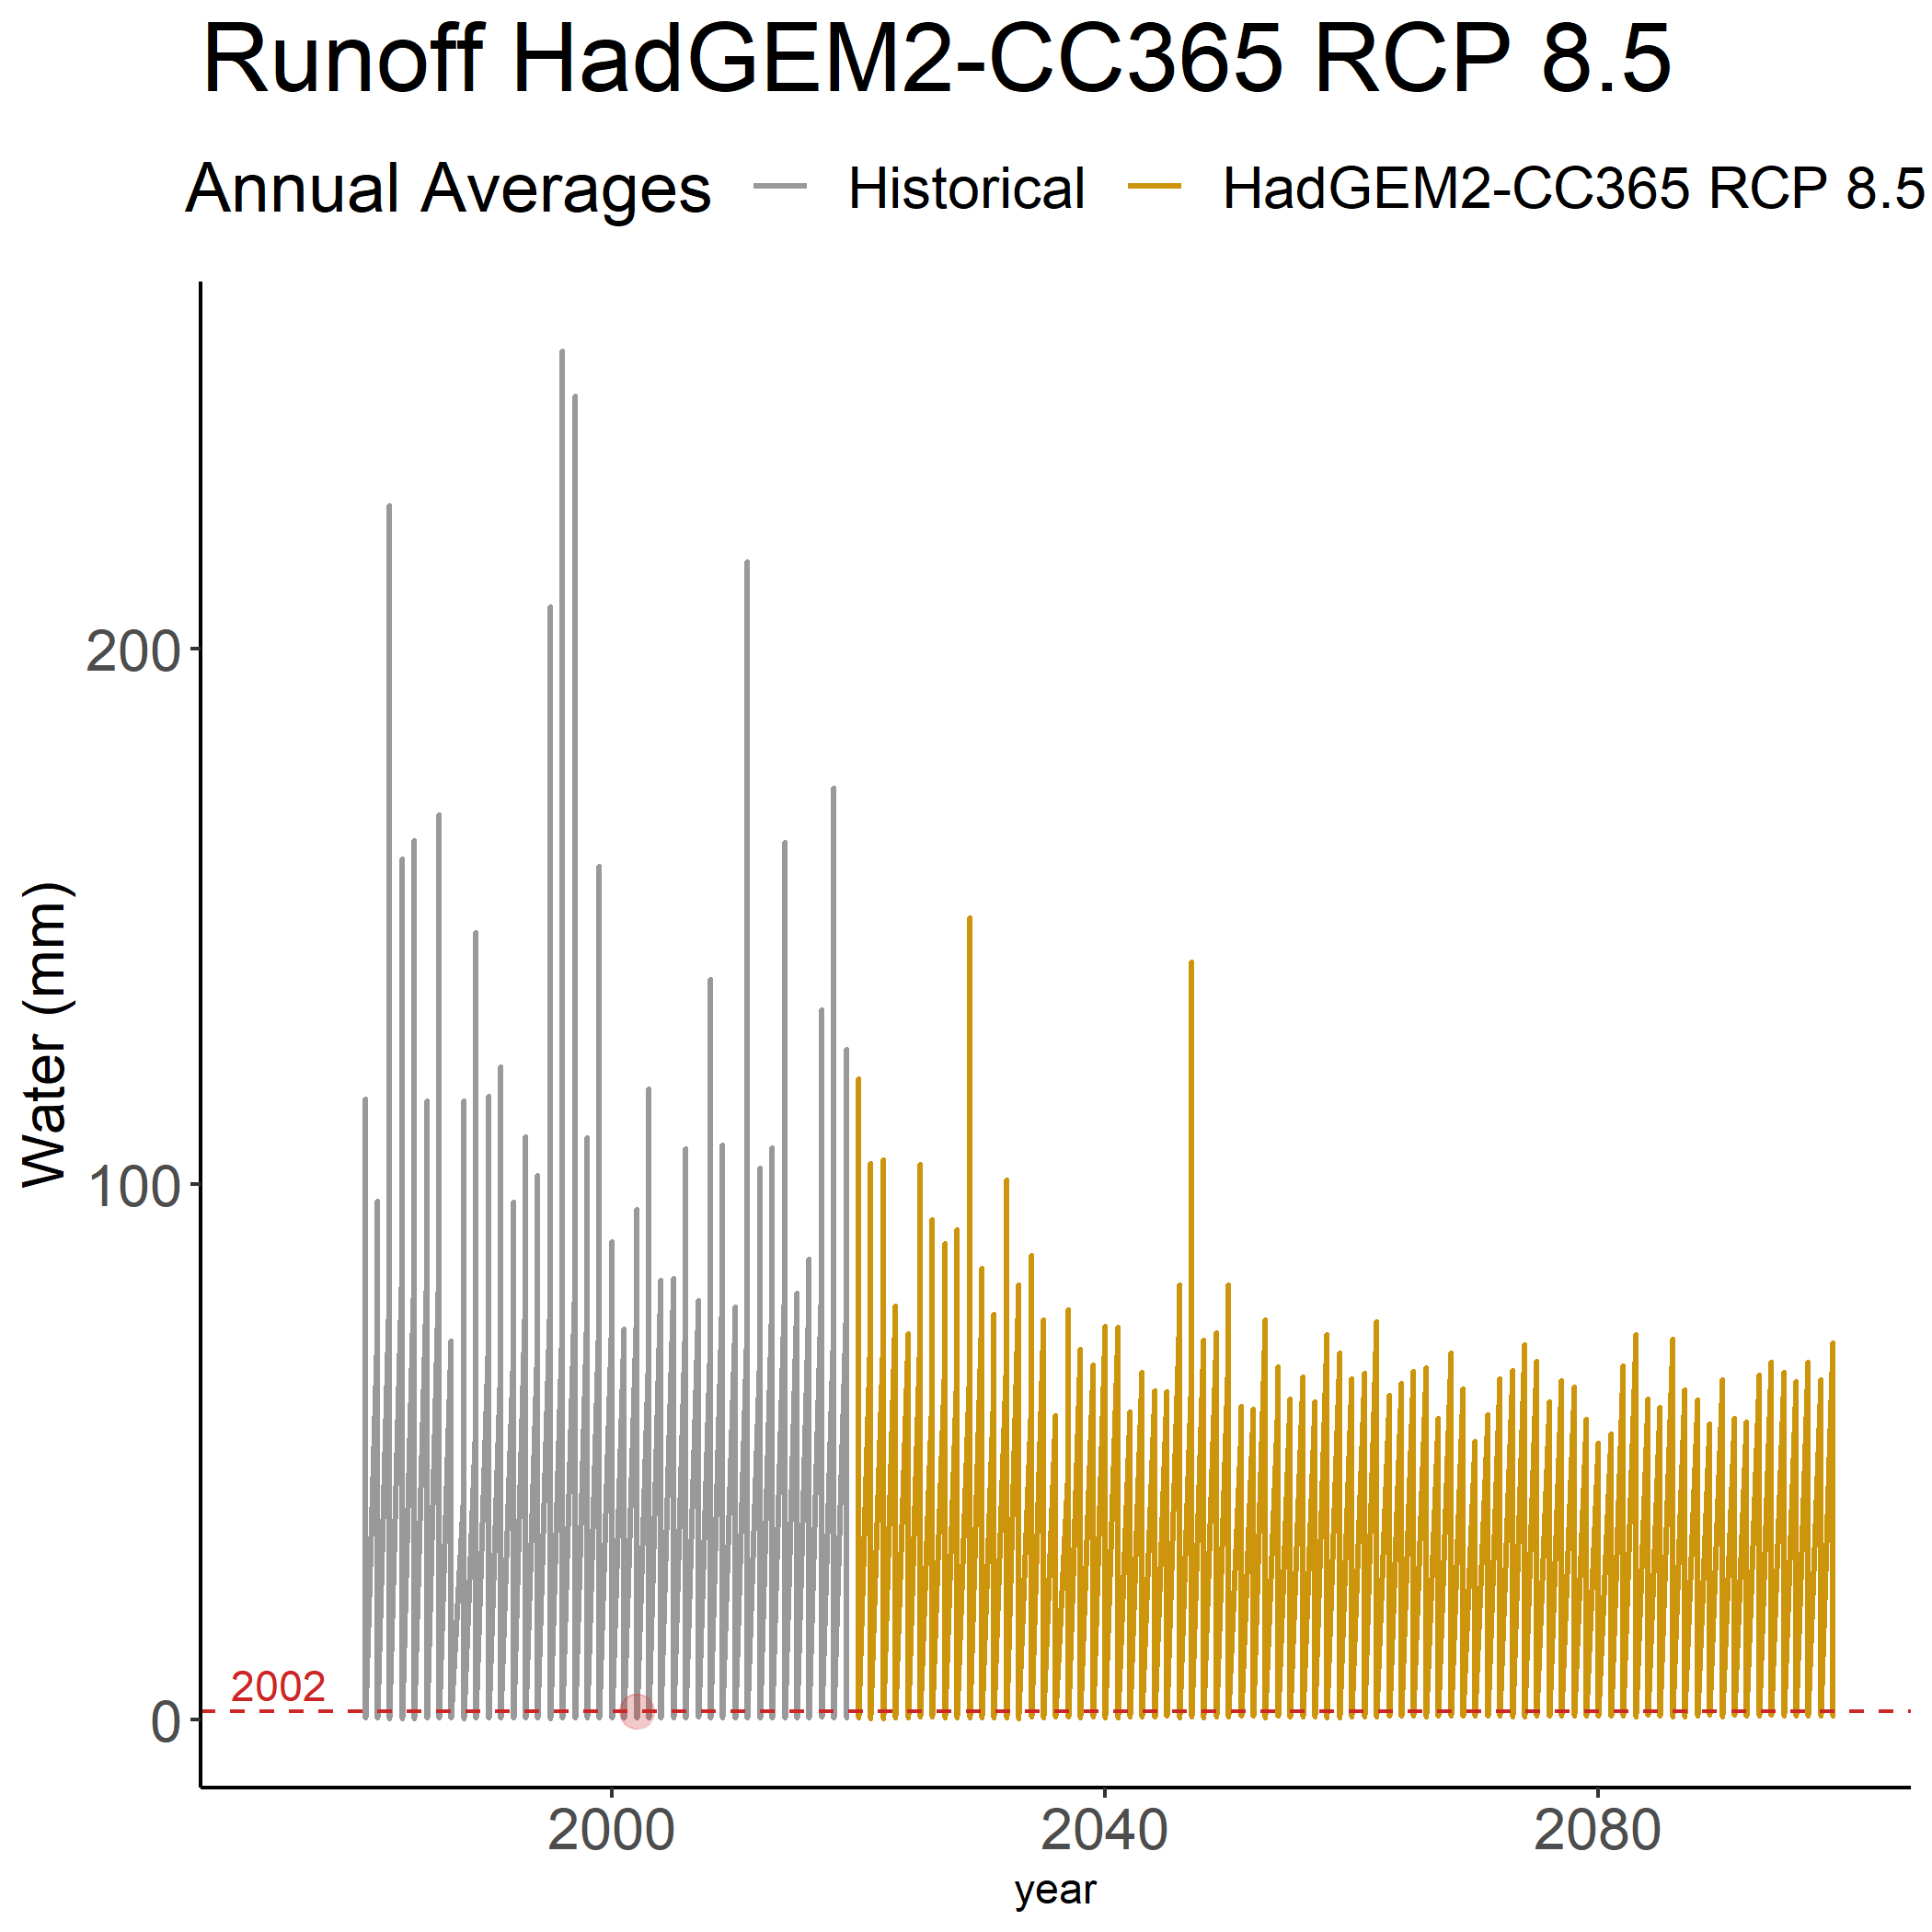 Runoff HadGEM2-CC365 RCP 8.5
Annual Averages Historical HadGEM2-CC365 RCP 8.5
Water (mm)
200
100
0
2002
2000 2040 2080
year